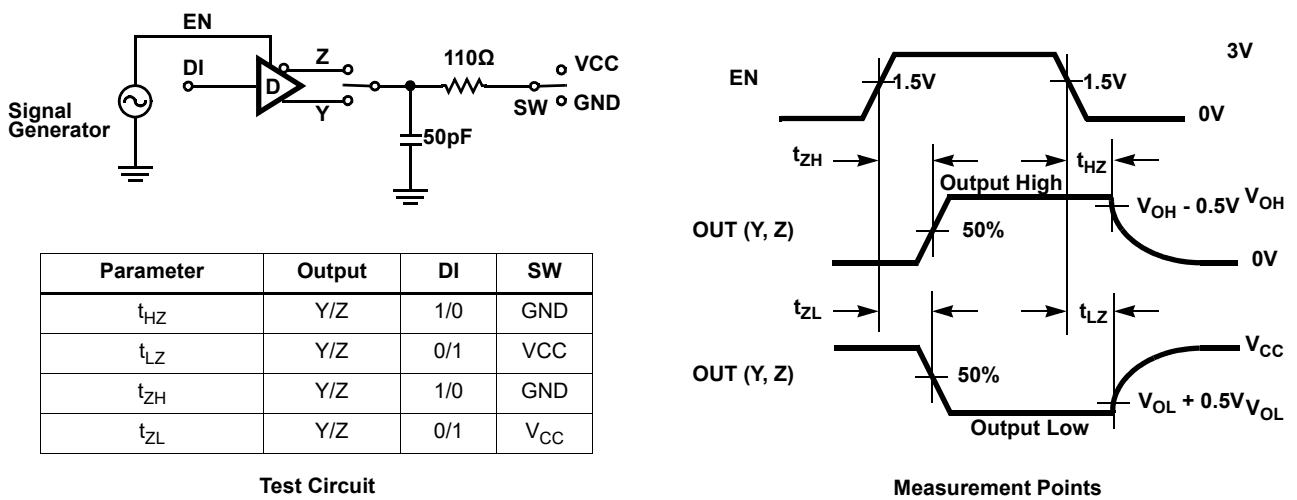 EN
DI
D
Z
Y
110Ω
VCC
SW
GND
Signal
Generator
50pF
Parameter Output DI SW
tHZ Y/Z 1/0 GND
tLZ Y/Z 0/1 VCC
tZH Y/Z 1/0 GND
tZL Y/Z 0/1 VCC
Test Circuit
3V
EN
1.5V
1.5V
0V
tZH
tHZ
Output High
VOH - 0.5V VOH
OUT (Y, Z)
50%
0V
tZL
tLZ
VCC
OUT (Y, Z)
50%
VOL + 0.5V VOL
Output Low
Measurement Points